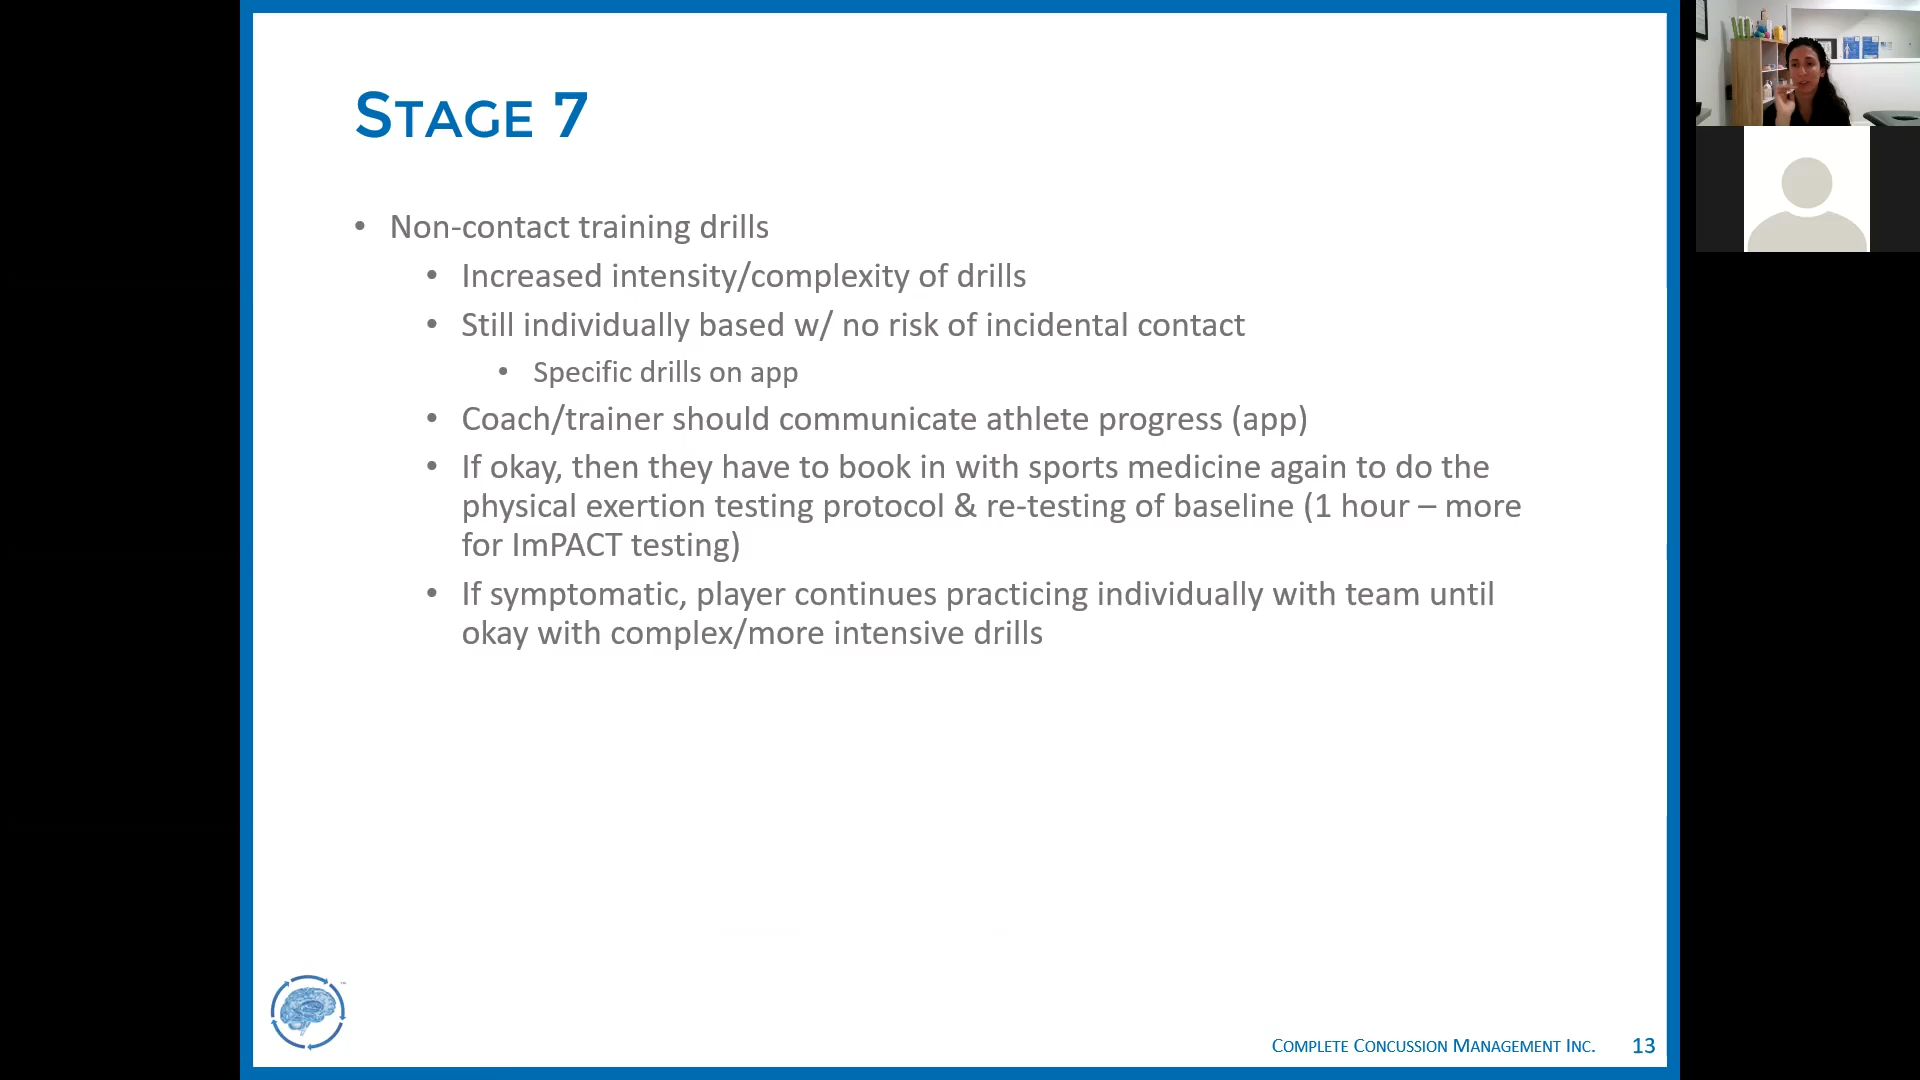 STAGE 7
• Non-contact training drills
• Increased intensity/complexity of drills
• Still individually based w/ no risk of incidental contact
• Specific drills on app
• Coach/trainer should communicate athlete progress (app)
• If okay, then they have to book in with sports medicine again to do the
physical exertion testing protocol & re-testing of baseline (1 hour – more
for ImPACT testing)
• If symptomatic, player continues practicing individually with team until
okay with complex/more intensive drills
COMPLETE CONCUSSION MANAGEMENT INC. 13